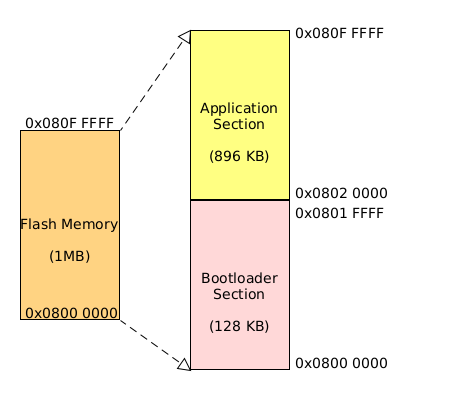 0x080F FFFF
Flash Memory
(1MB)
0x0800 0000
0x080F FFFF
Application
Section
(896 KB)
0x0802 0000
0x0801 FFFF
Bootloader
Section
(128 KB)
0x0800 0000